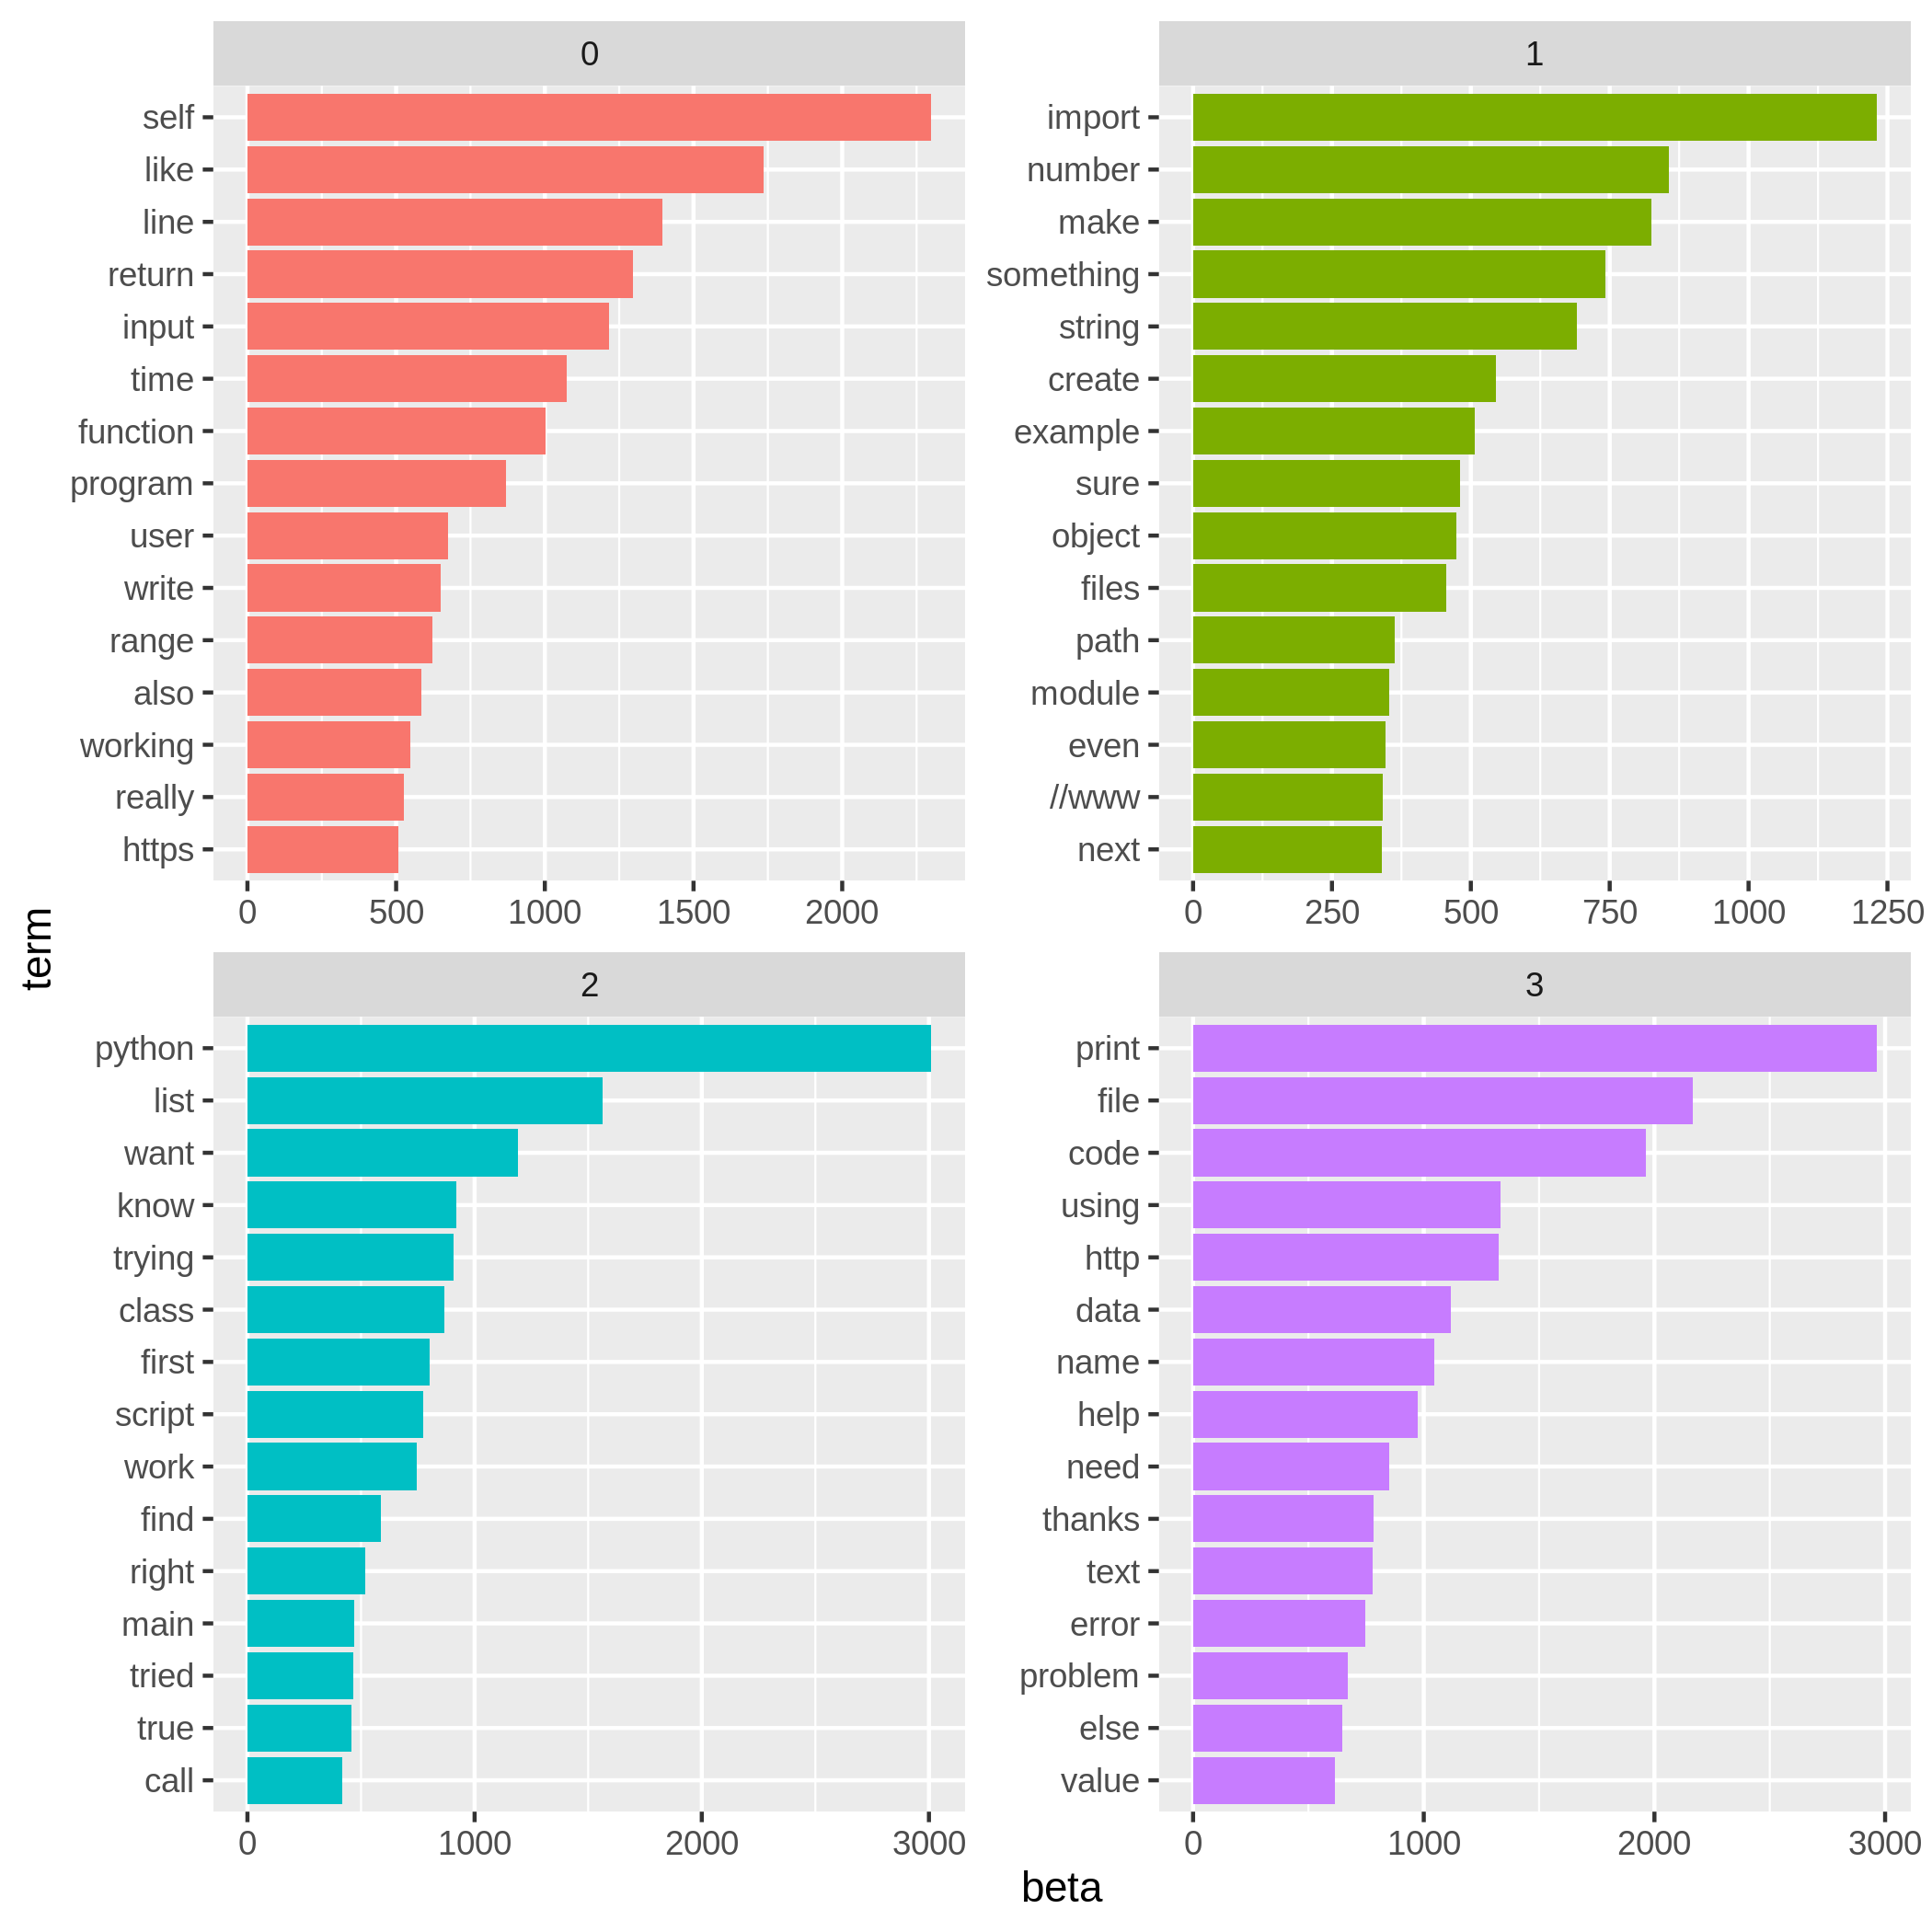 0
self
like
line
return
input
time
function
program
user
write
range
also
working
really
https
0 500 1000 1500 2000
1
import
number
make
something
string
create
example
sure
object
files
path
module
even
//www
next
0 250 500 750 1000 1250
term
2
python
list
want
know
trying
class
first
script
work
find
right
main
tried
true
call
0 1000 2000 3000
3
print
file
code
using
http
data
name
help
need
thanks
text
error
problem
else
value
0 1000 2000 3000
beta